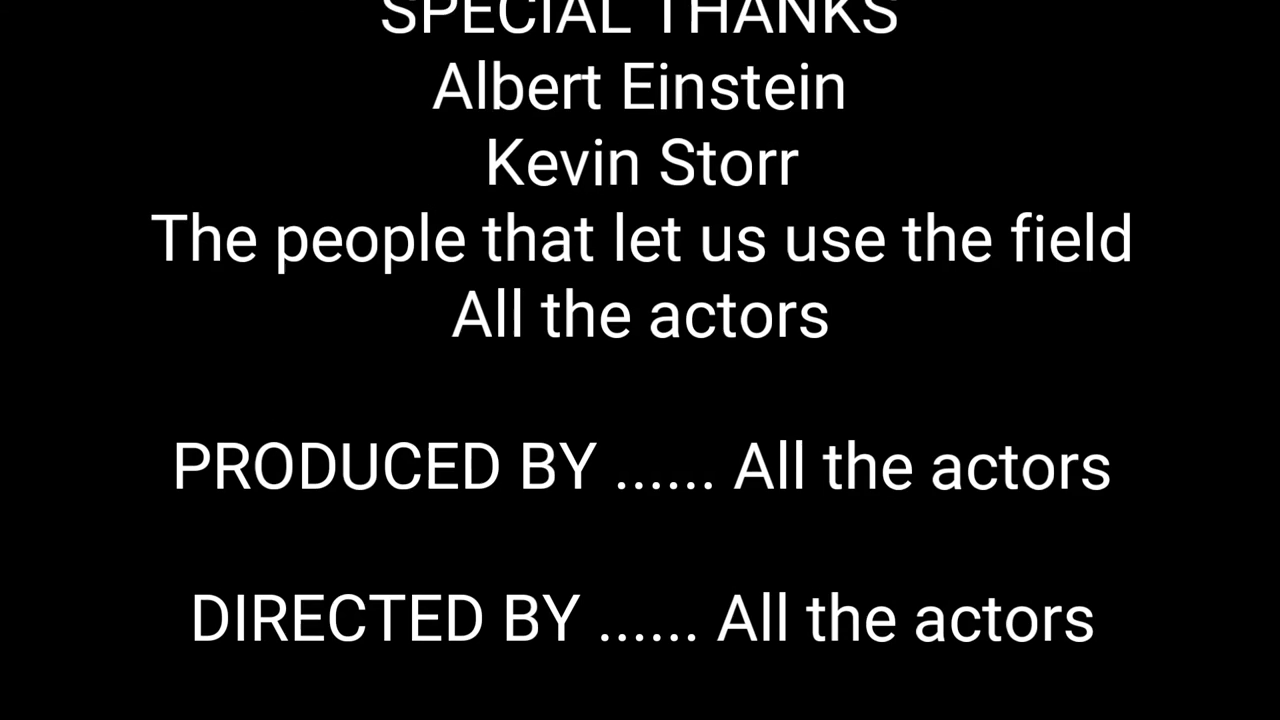 SPECIAL THANKS
Albert Einstein
Kevin Storr
The people that let us use the field
All the actors
PRODUCED BY ...... All the actors
DIRECTED BY ...... All the actors